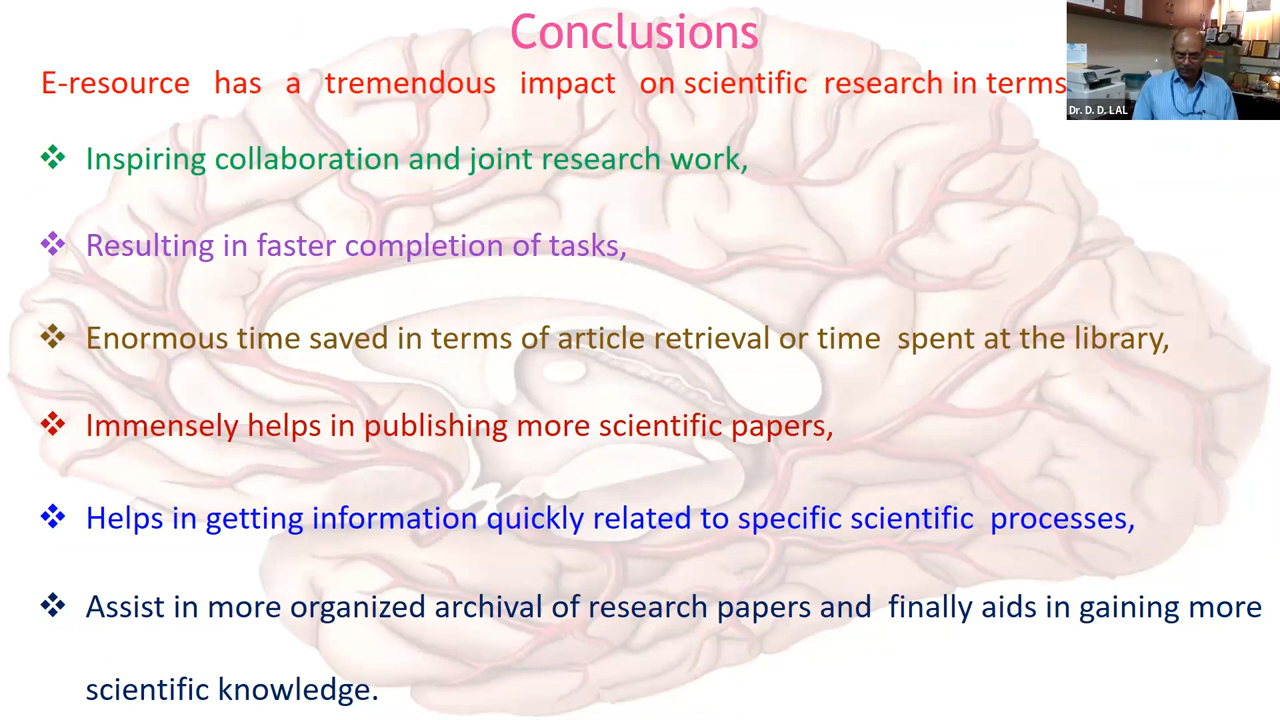 Conclusions
E-resource has a tremendous impact on scientific research in terms
Dr. D. D. LAL
❖ Inspiring collaboration and joint research work,
❖ Resulting in faster completion of tasks,
❖ Enormous time saved in terms of article retrieval or time spent at the library,
❖ Immensely helps in publishing more scientific papers,
❖ Helps in getting information quickly related to specific scientific processes,
❖ Assist in more organized archival of research papers and finally aids in gaining more
scientific knowledge.